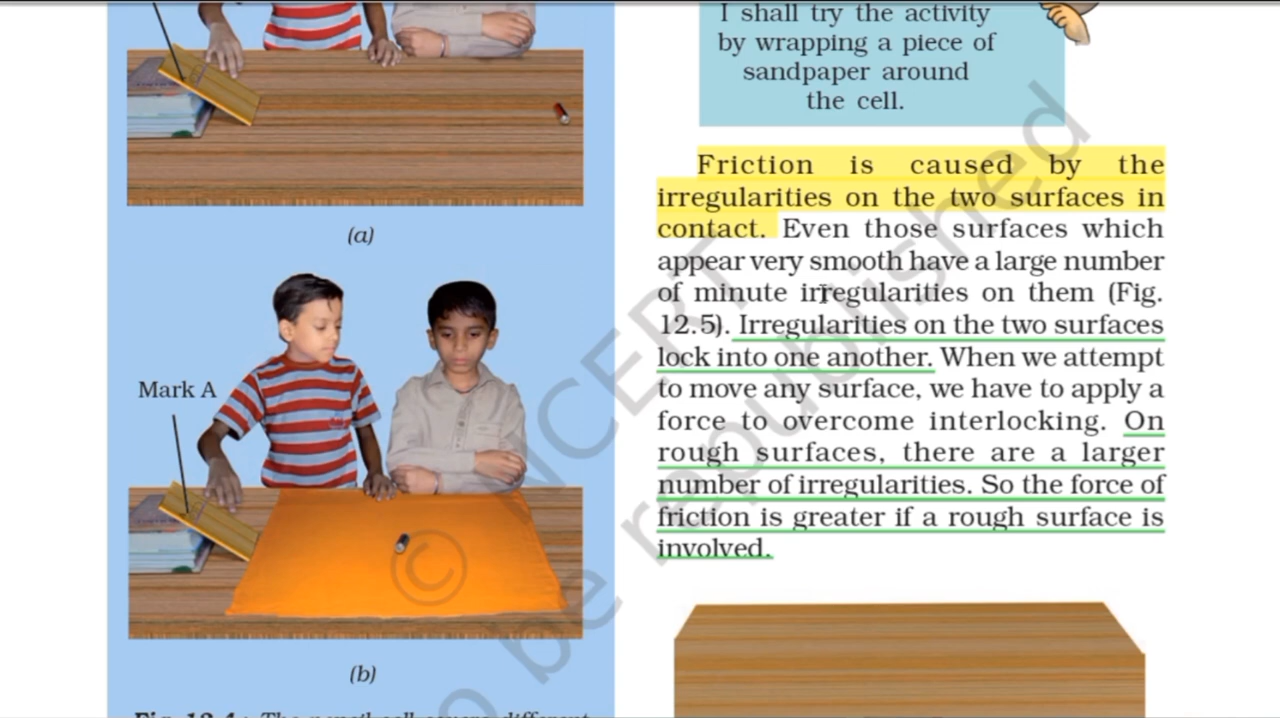 (a)
Mark A
(b)
I shall try the activity
by wrapping a piece of
sandpaper around
the cell.
Friction is caused by the
irregularities on the two surfaces in
contact. Even those surfaces which
appear very smooth have a large number
of minute irregularities on them (Fig.
12.5). Irregularities on the two surfaces
lock into one another. When we attempt
to move any surface, we have to apply a
force to overcome interlocking. On
rough surfaces, there are a larger
number of irregularities. So the force of
friction is greater if a rough surface is
involved.
© NCERT
be republished